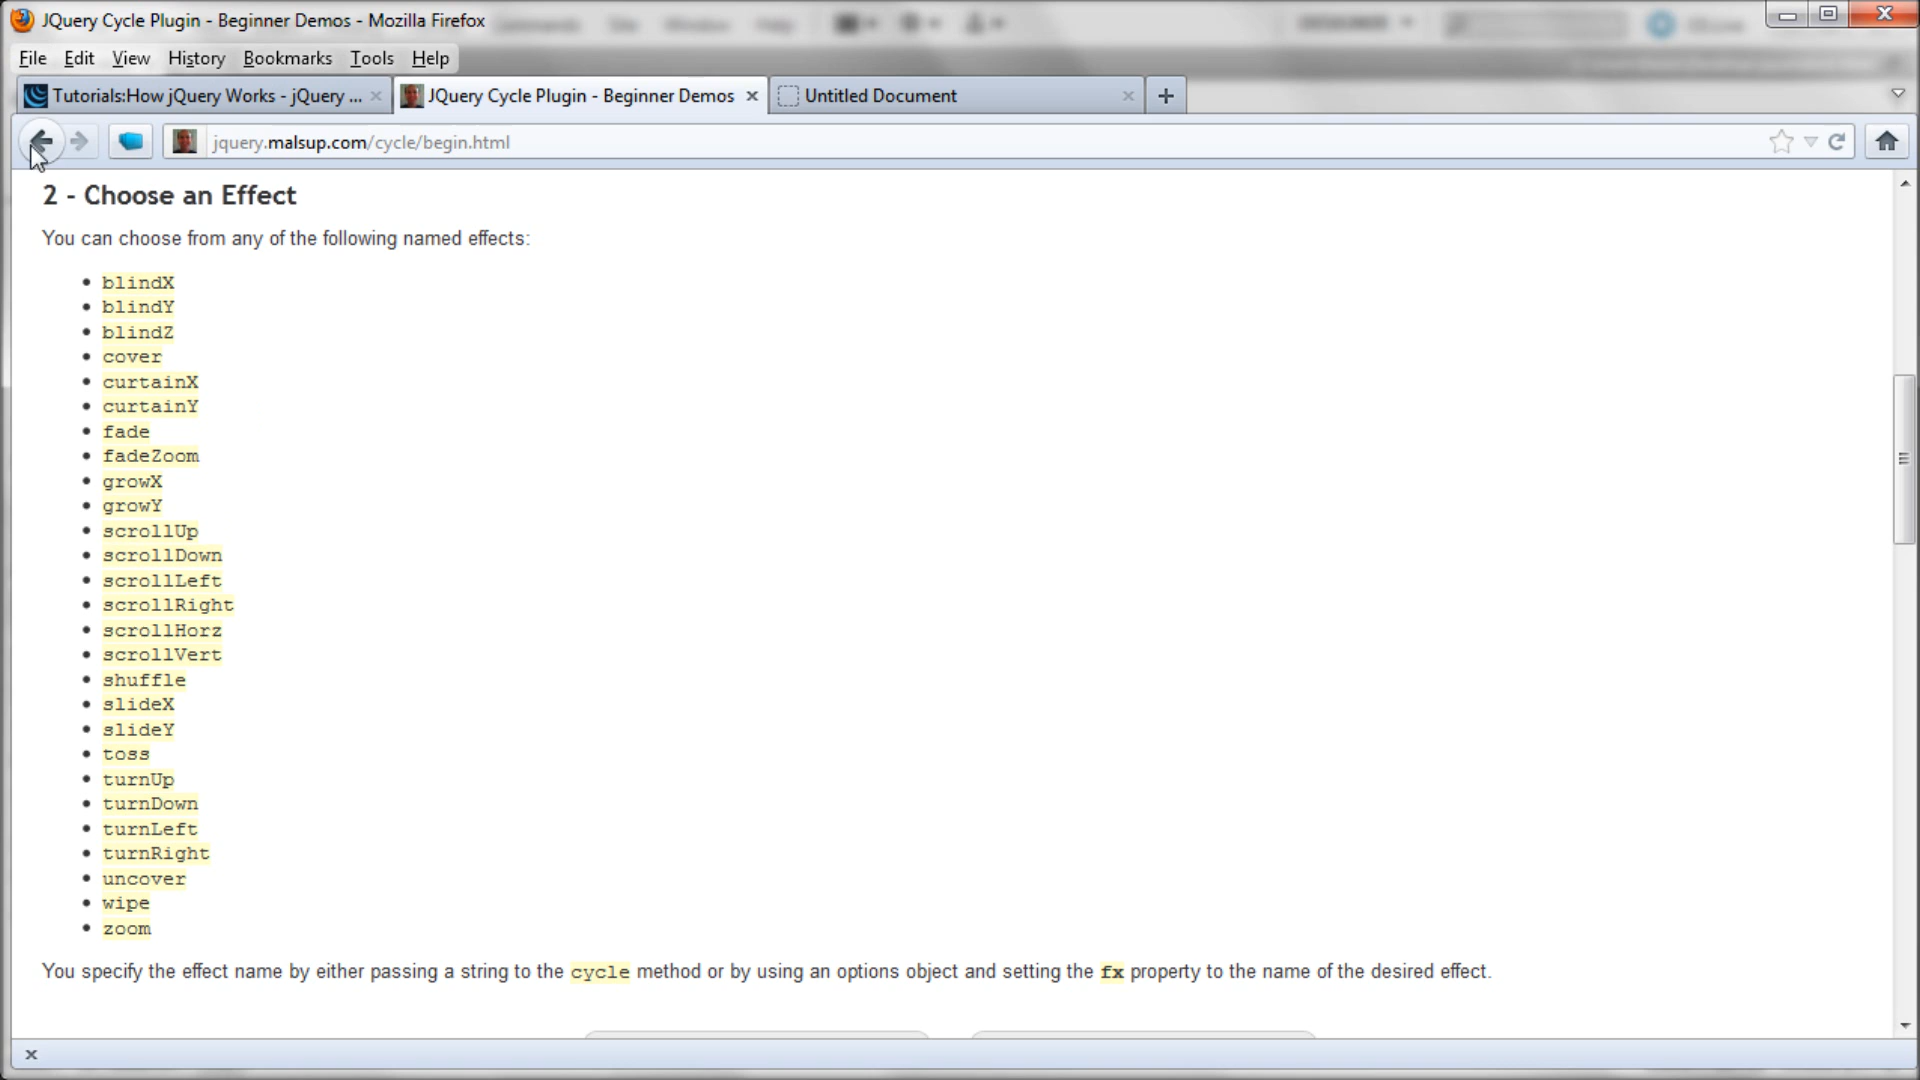 JQuery Cycle Plugin - Beginner Demos - Mozilla Firefox
Commands Site Window Help DESIGNER
File Edit View History Bookmarks Tools Help
Tutorials:How jQuery Works - jQuery ... JQuery Cycle Plugin - Beginner Demos Untitled Document
jquery.malsup.com/cycle/begin.html
2 - Choose an Effect
You can choose from any of the following named effects:
• blindX
• blindY
• blindZ
• cover
• curtainX
• curtainY
• fade
• fadeZoom
• growX
• growY
• scrollUp
• scrollDown
• scrollLeft
• scrollRight
• scrollHorz
• scrollVert
• shuffle
• slideX
• slideY
• toss
• turnUp
• turnDown
• turnLeft
• turnRight
• uncover
• wipe
• zoom
You specify the effect name by either passing a string to the cycle method or by using an options object and setting the fx property to the name of the desired effect.